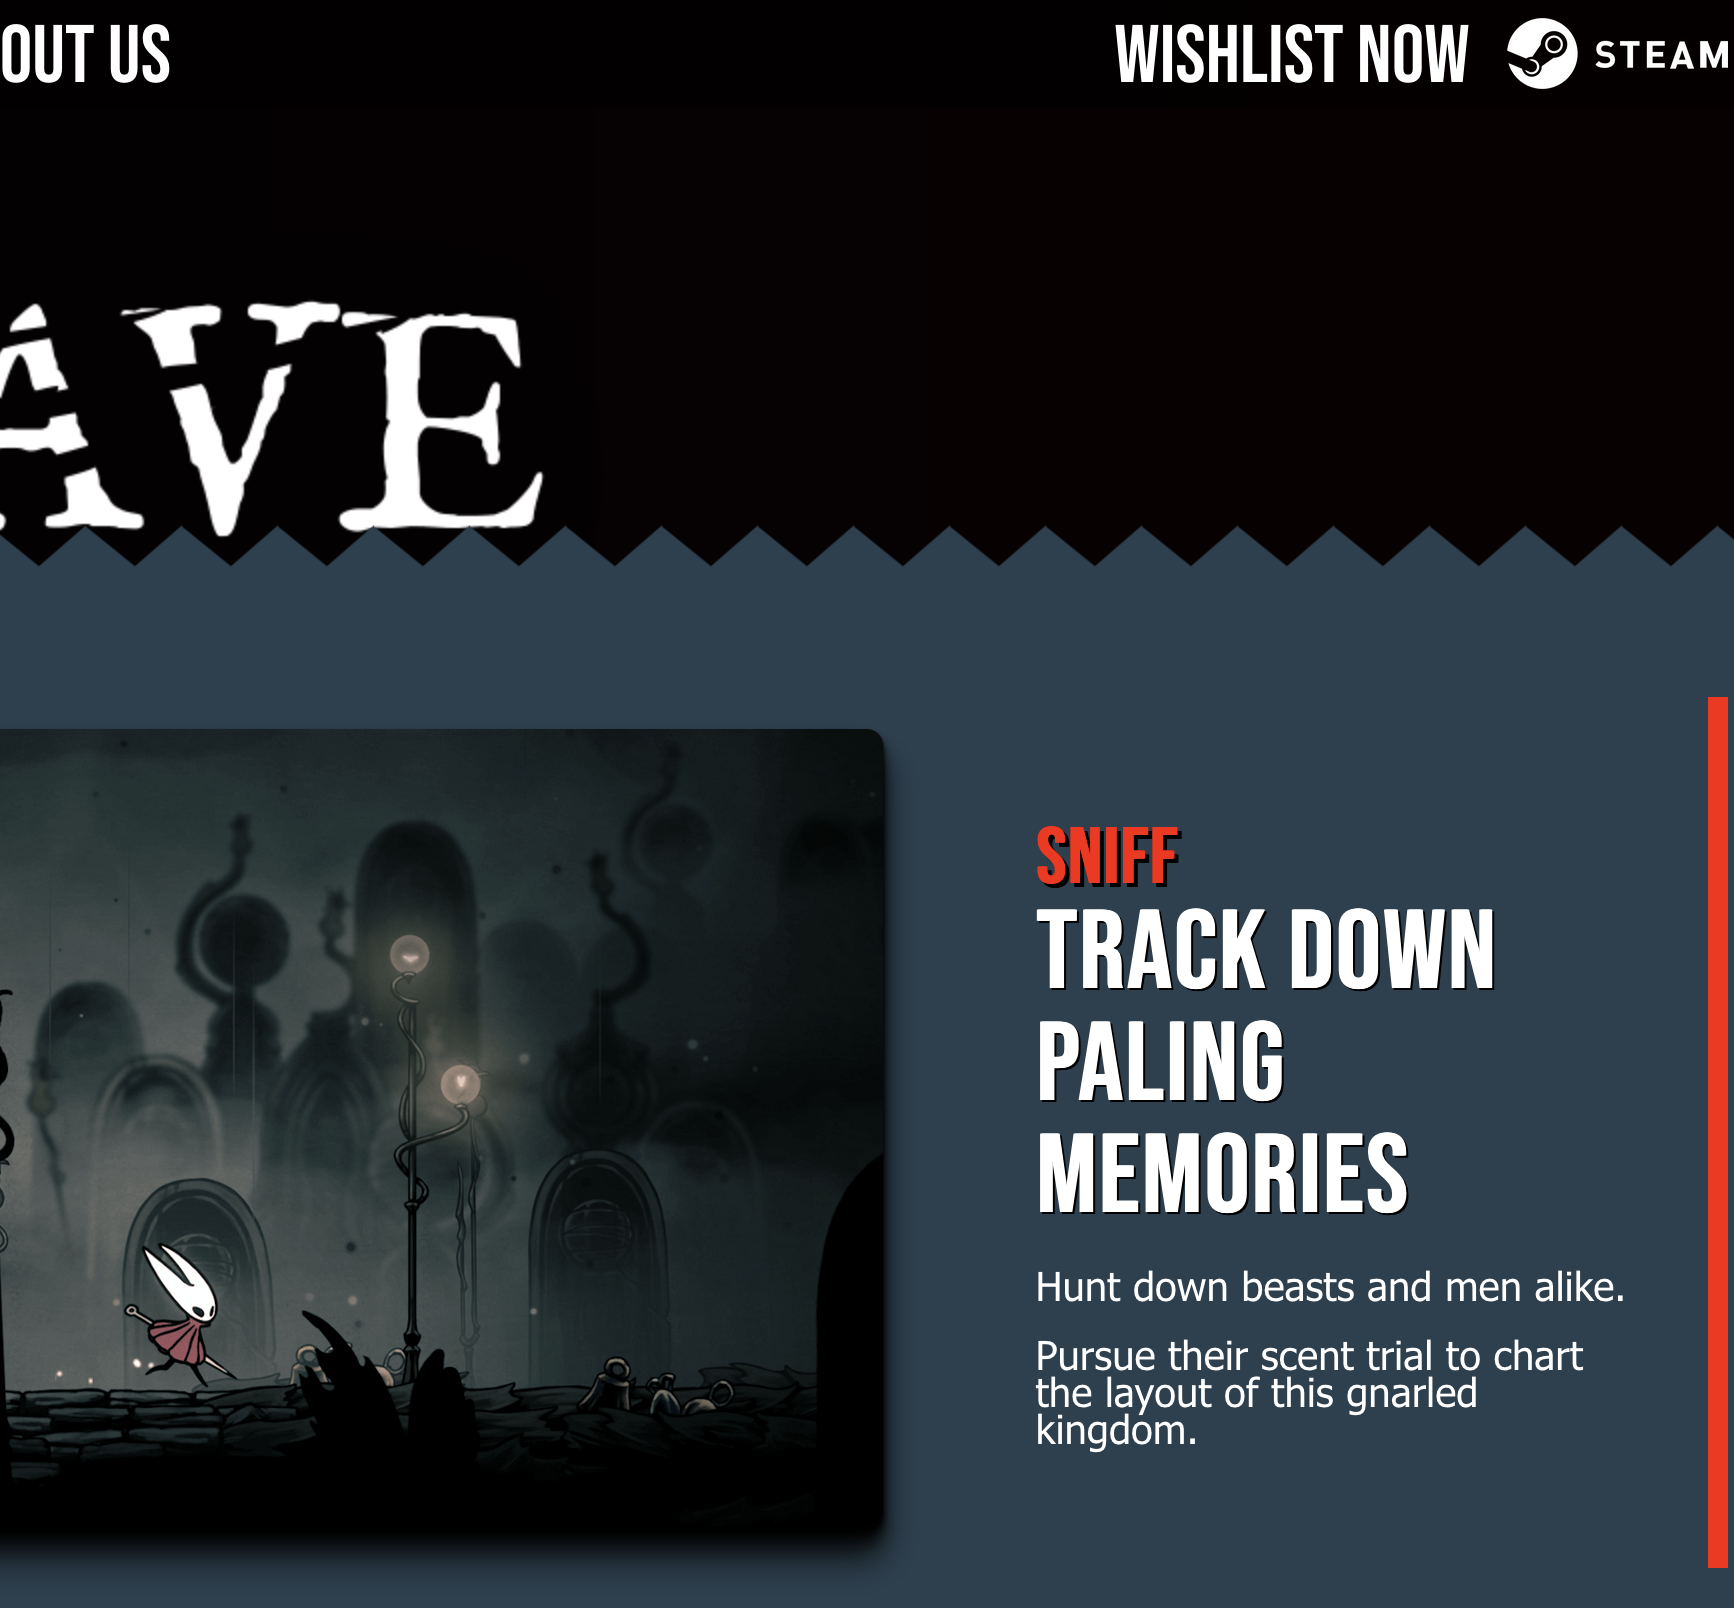 OUT US
WISHLIST NOW
STEAM
AVE
SNIFF
TRACK DOWN
PALING
MEMORIES
Hunt down beasts and men alike.
Pursue their scent trial to chart
the layout of this gnarled
kingdom.